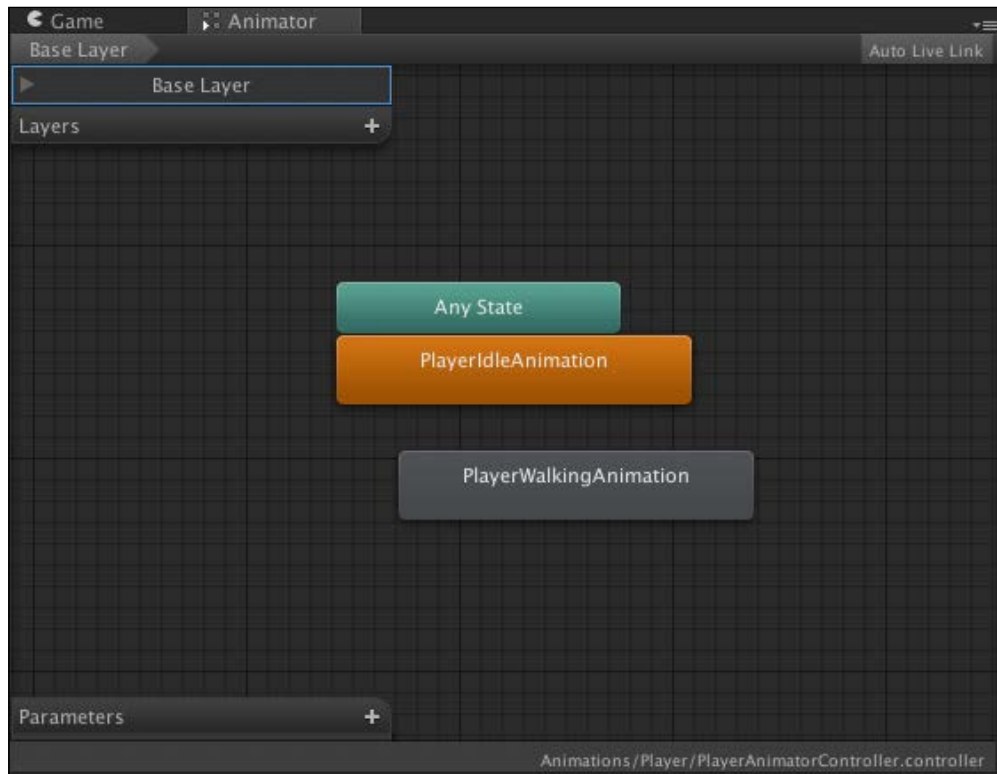 Game Animator
Base Layer Auto Live Link
Base Layer
Layers +
Any State
PlayerIdleAnimation
PlayerWalkingAnimation
Parameters +
Animations/Player/PlayerAnimatorController.controller